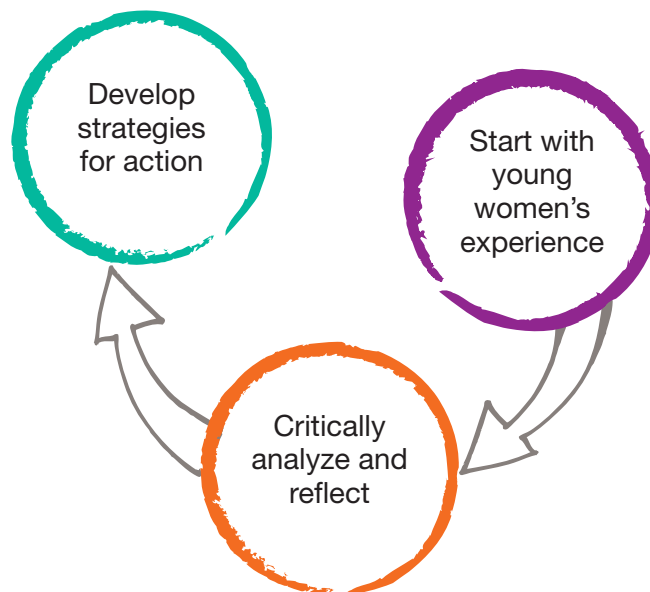 Develop
strategies
for action
Start with
young
women’s
experience
Critically
analyze and
reflect